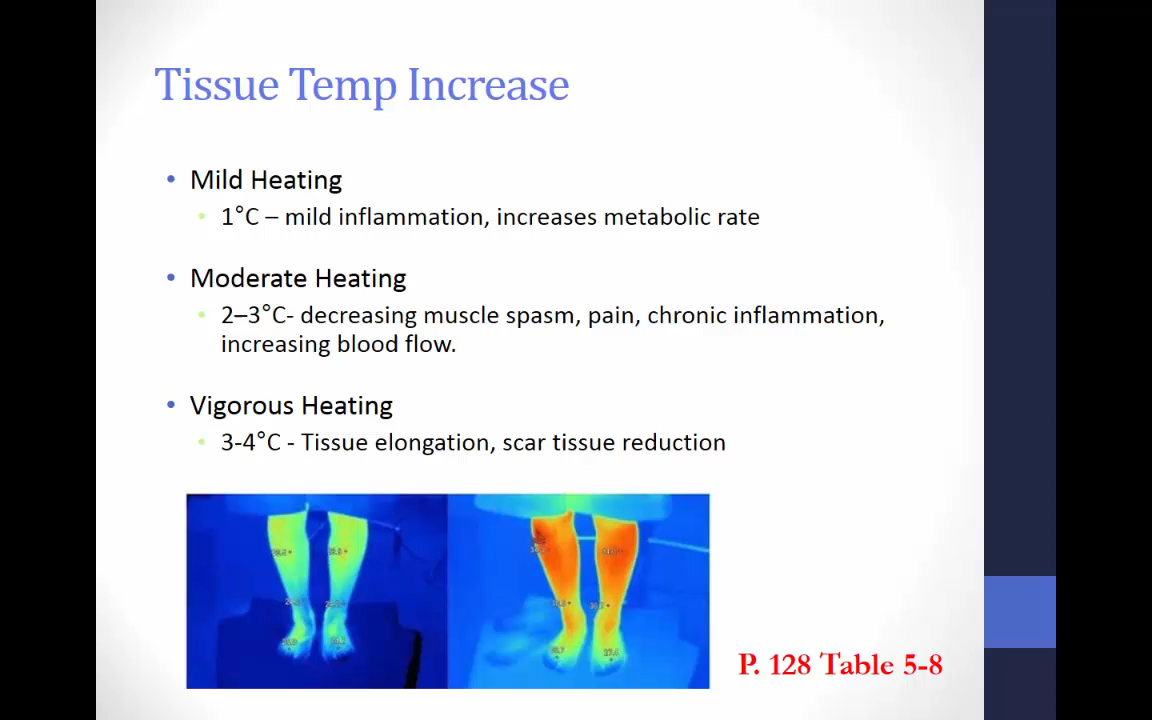 Tissue Temp Increase
• Mild Heating
• 1°C – mild inflammation, increases metabolic rate
• Moderate Heating
• 2–3°C- decreasing muscle spasm, pain, chronic inflammation,
increasing blood flow.
• Vigorous Heating
• 3-4°C - Tissue elongation, scar tissue reduction
P. 128 Table 5-8